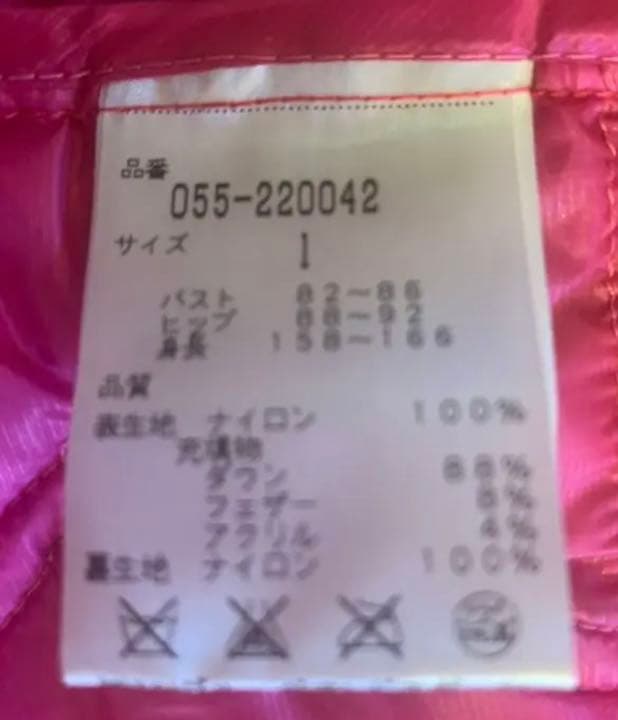 品番
055-220042
サイズ 1
バスト 82~86
ヒップ 88~92
身長 158~166
品質
表生地 ナイロン 100%
充填物
ダウン 88%
フェザー 8%
アクリル 4%
裏生地 ナイロン 100%